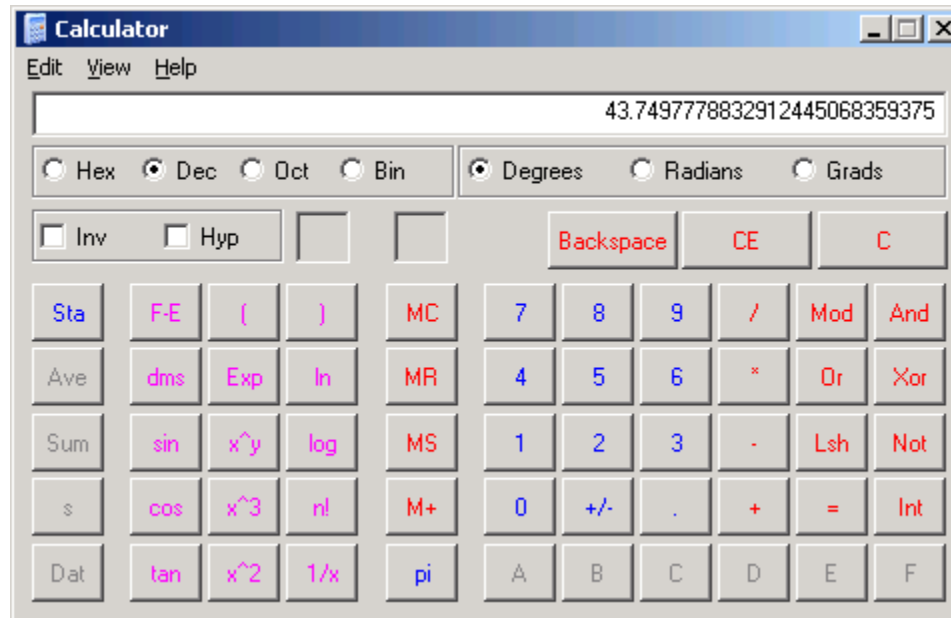 Calculator
Edit View Help
43.7497778832912445068359375
Hex Dec Oct Bin Degrees Radians Grads
Inv Hyp Backspace CE C
Sta F-E ( ) MC 7 8 9 / Mod And
Ave dms Exp ln MR 4 5 6 * Or Xor
Sum sin x^y log MS 1 2 3 - Lsh Not
s cos x^3 n! M+ 0 +/- . + = Int
Dat tan x^2 1/x pi A B C D E F